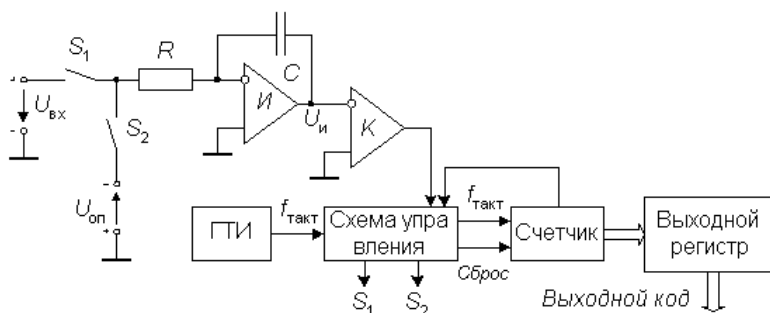 S1
R
C
+
Uвх
-
S2
И
Uи
К
-
Uоп
+
ГТИ
fтакт
Схема упра
вления
fтакт
Сброс
Счетчик
Выходной
регистр
S1
S2
Выходной код